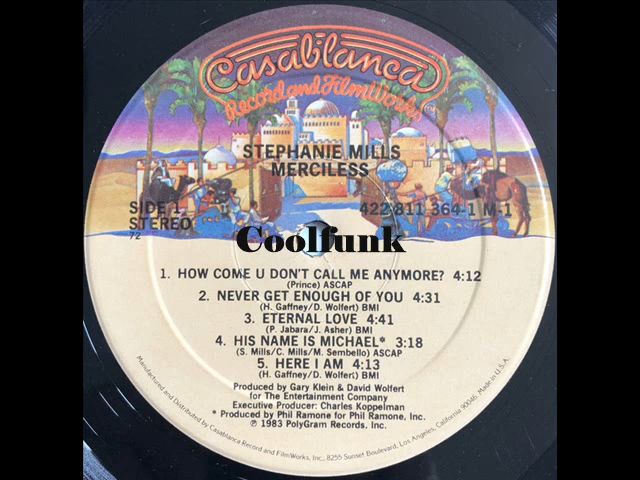 Casablanca
Record and FilmWorks
STEPHANIE MILLS
MERCILESS
SIDE 1
STEREO
72
422 811 364-1 M-1
Coolfunk
1. HOW COME U DON'T CALL ME ANYMORE? 4:12
(Prince) ASCAP
2. NEVER GET ENOUGH OF YOU 4:31
(H. Gaffney/D. Wolfert) BMI
3. ETERNAL LOVE 4:41
(P. Jabara/J. Asher) BMI
4. HIS NAME IS MICHAEL* 3:18
(S. Mills/C. Mills/M. Sembello) ASCAP
5. HERE I AM 4:13
(H. Gaffney/D. Wolfert) BMI
Produced by Gary Klein & David Wolfert
for The Entertainment Company
Executive Producer: Charles Koppelman
* Produced by Phil Ramone for Phil Ramone, Inc.
℗ 1983 PolyGram Records, Inc.
Manufactured and Distributed by Casablanca Record and FilmWorks, Inc., 8255 Sunset Boulevard, Los Angeles, California 90046. Made in U.S.A.